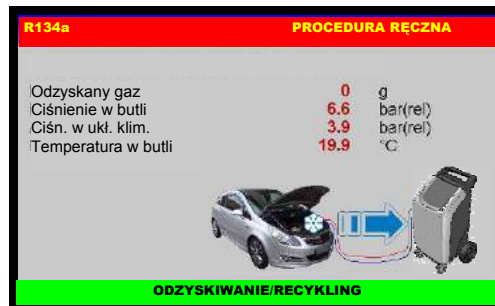 R134a PROCEDURA RĘCZNA
Odzyskany gaz 0 g
Ciśnienie w butli 6.6 bar(rel)
Ciśn. w ukł. klim. 3.9 bar(rel)
Temperatura w butli 19.9 °C
ODZYSKIWANIE/RECYKLING